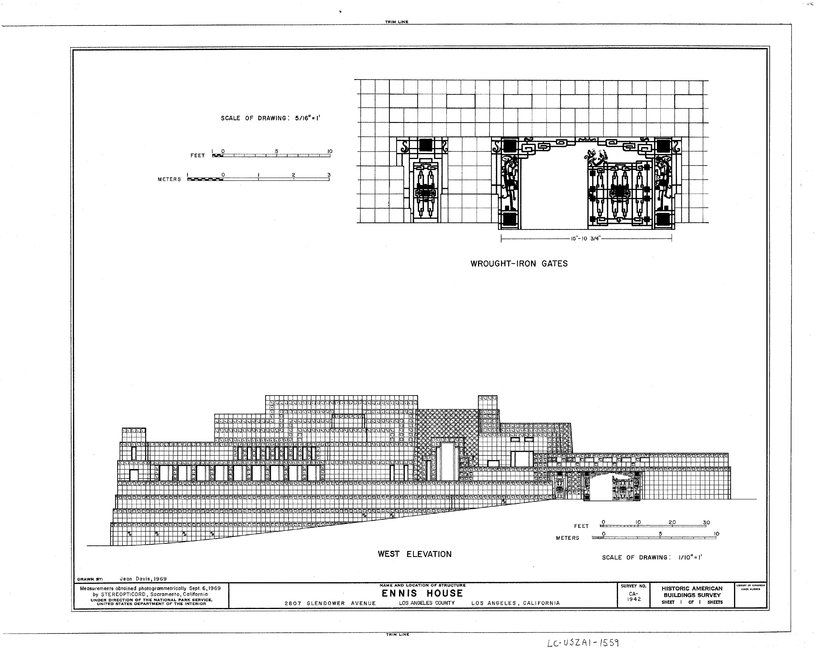 TRIM LINE
SCALE OF DRAWING: 5/16"=1'
FEET 1 0 5 10
METERS 1 0 1 2 3
10'-10 3/4"
WROUGHT-IRON GATES
FEET 0 10 20 30
METERS 0 5 10
WEST ELEVATION
SCALE OF DRAWING: 1/10"=1'
DRAWN BY: Jean Davis, 1969
Measurements obtained photogrammetrically Sept. 6, 1969
by STEREOPTICORD, Sacramento, California
UNDER DIRECTION OF THE NATIONAL PARK SERVICE,
UNITED STATES DEPARTMENT OF THE INTERIOR
NAME AND LOCATION OF STRUCTURE
ENNIS HOUSE
2607 GLENDOWER AVENUE LOS ANGELES COUNTY LOS ANGELES, CALIFORNIA
SURVEY NO.
CA-
1942
HISTORIC AMERICAN
BUILDINGS SURVEY
SHEET 1 OF 1 SHEETS
LIBRARY OF CONGRESS
INDEX NUMBER
TRIM LINE
LC-USZA1-1559